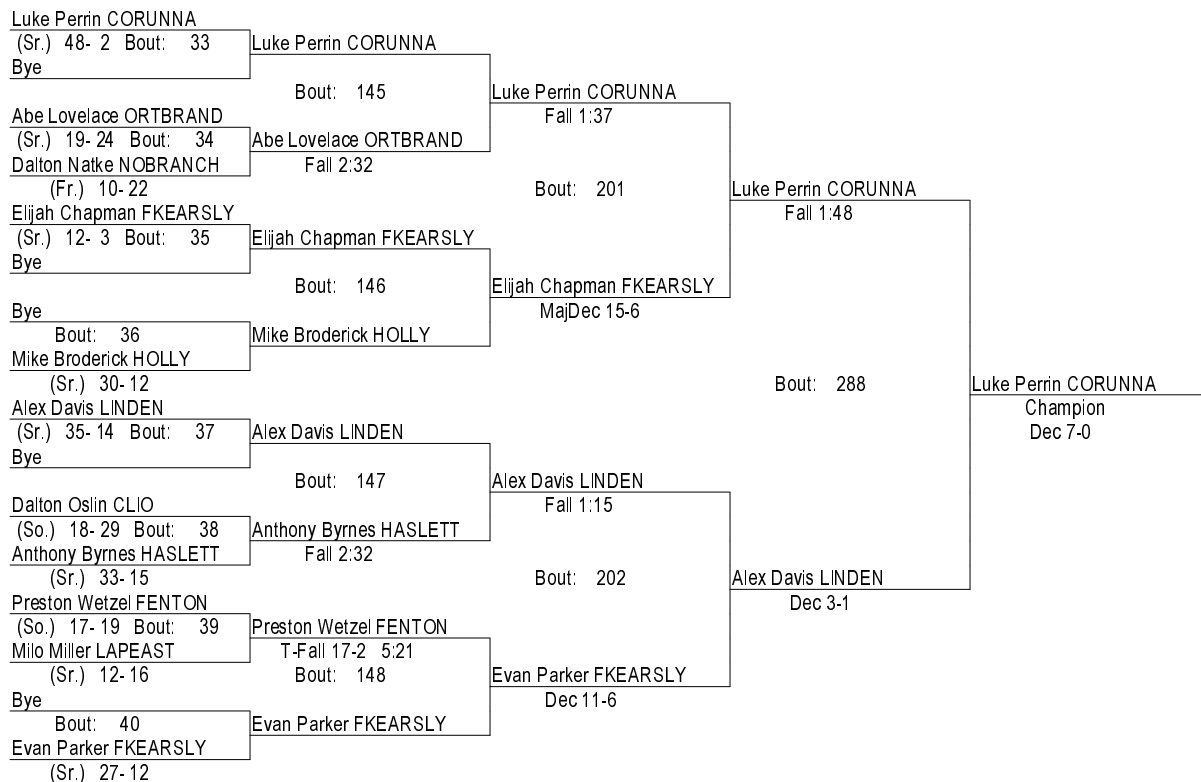 Luke Perrin CORUNNA
(Sr.) 48- 2 Bout: 33
Bye
Abe Lovelace ORTBRAND
(Sr.) 19- 24 Bout: 34
Dalton Natke NOBRANCH
(Fr.) 10- 22
Elijah Chapman FKEARSLY
(Sr.) 12- 3 Bout: 35
Bye
Bye
Bout: 36
Mike Broderick HOLLY
(Sr.) 30- 12
Alex Davis LINDEN
(Sr.) 35- 14 Bout: 37
Bye
Dalton Oslin CLIO
(So.) 18- 29 Bout: 38
Anthony Byrnes HASLETT
(Sr.) 33- 15
Preston Wetzel FENTON
(So.) 17- 19 Bout: 39
Milo Miller LAPEAST
(Sr.) 12- 16
Bye
Bout: 40
Evan Parker FKEARSLY
(Sr.) 27- 12
Luke Perrin CORUNNA
Bout: 145
Abe Lovelace ORTBRAND
Fall 2:32
Elijah Chapman FKEARSLY
Bout: 146
Mike Broderick HOLLY
Alex Davis LINDEN
Bout: 147
Anthony Byrnes HASLETT
Fall 2:32
Preston Wetzel FENTON
T-Fall 17-2 5:21
Bout: 148
Evan Parker FKEARSLY
Luke Perrin CORUNNA
Fall 1:37
Bout: 201
Elijah Chapman FKEARSLY
MajDec 15-6
Alex Davis LINDEN
Fall 1:15
Bout: 202
Evan Parker FKEARSLY
Dec 11-6
Luke Perrin CORUNNA
Fall 1:48
Bout: 288
Alex Davis LINDEN
Dec 3-1
Luke Perrin CORUNNA
Champion
Dec 7-0